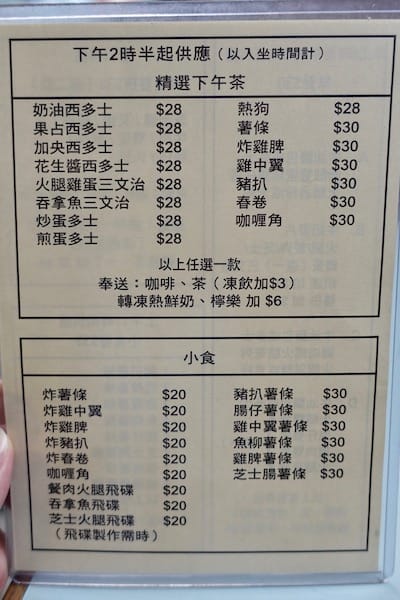 下午2時半起供應（以入坐時間計）
精選下午茶
奶油西多士 $28
果占西多士 $28
加央西多士 $28
花生醬西多士 $28
火腿雞蛋三文治 $28
吞拿魚三文治 $28
炒蛋多士 $28
煎蛋多士 $28
熱狗 $28
薯條 $30
炸雞脾 $30
雞中翼 $30
豬扒 $30
春卷 $30
咖喱角 $30
以上任選一款
奉送：咖啡、茶（凍飲加$3）
轉凍熱鮮奶、檸樂 加 $6
小食
炸薯條 $20
炸雞中翼 $20
炸雞脾 $20
炸豬扒 $20
炸春卷 $20
咖喱角 $20
餐肉火腿飛碟 $20
吞拿魚飛碟 $20
芝士火腿飛碟 $20
（飛碟製作需時）
豬扒薯條 $30
腸仔薯條 $30
雞中翼薯條 $30
魚柳薯條 $30
雞脾薯條 $30
芝士腸薯條 $30